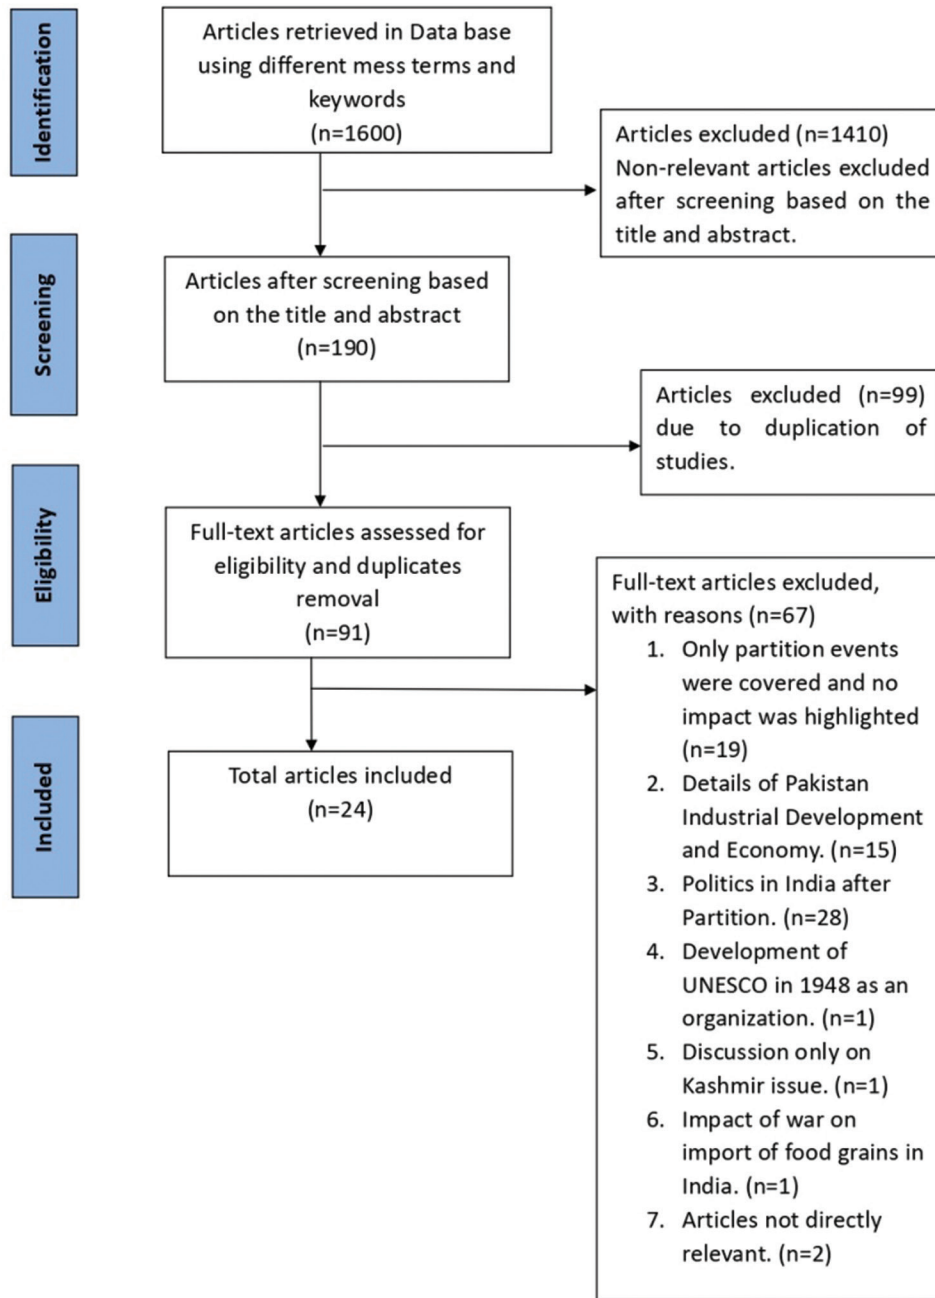 Identification
Articles retrieved in Data base
using different mess terms and
keywords
(n=1600)
Articles excluded (n=1410)
Non-relevant articles excluded
after screening based on the
title and abstract.
Screening
Articles after screening based
on the title and abstract
(n=190)
Articles excluded (n=99)
due to duplication of
studies.
Eligibility
Full-text articles assessed for
eligibility and duplicates
removal
(n=91)
Full-text articles excluded,
with reasons (n=67)
1. Only partition events
were covered and no
impact was highlighted
(n=19)
2. Details of Pakistan
Industrial Development
and Economy. (n=15)
3. Politics in India after
Partition. (n=28)
4. Development of
UNESCO in 1948 as an
organization. (n=1)
5. Discussion only on
Kashmir issue. (n=1)
6. Impact of war on
import of food grains in
India. (n=1)
7. Articles not directly
relevant. (n=2)
Included
Total articles included
(n=24)